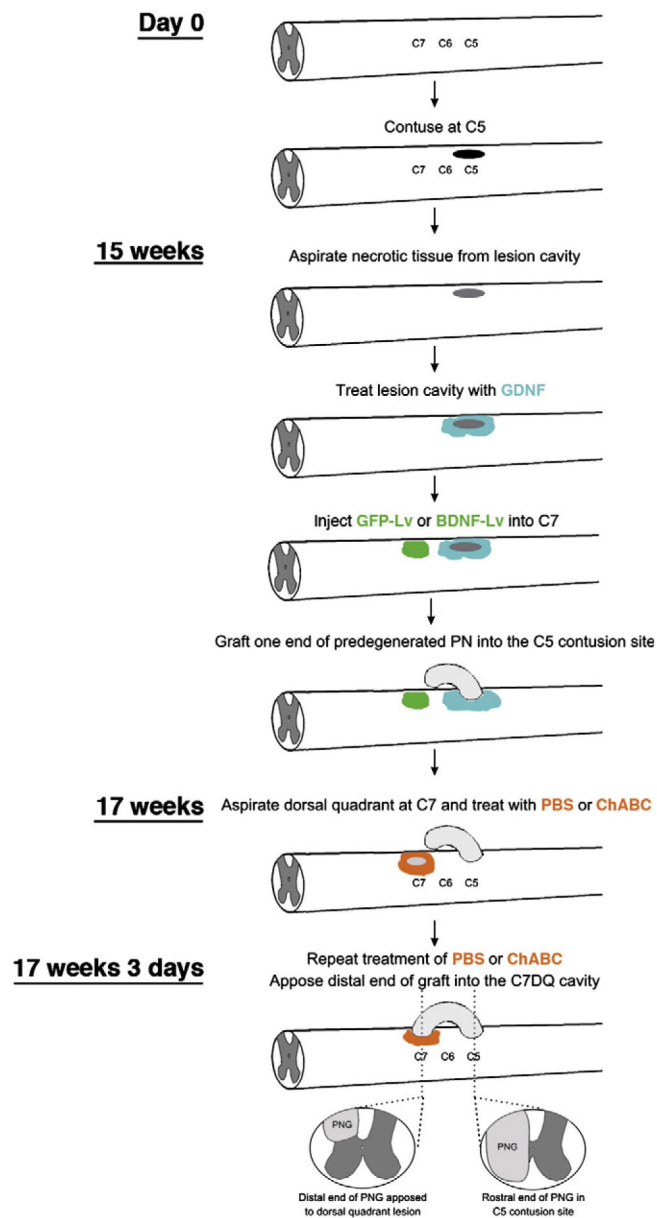 Day 0
C7 C6 C5
Contuse at C5
C7 C6 C5
15 weeks
Aspirate necrotic tissue from lesion cavity
Treat lesion cavity with GDNF
Inject GFP-Lv or BDNF-Lv into C7
Graft one end of predegenerated PN into the C5 contusion site
17 weeks
Aspirate dorsal quadrant at C7 and treat with PBS or ChABC
C7 C6 C5
17 weeks 3 days
Repeat treatment of PBS or ChABC
Appose distal end of graft into the C7DQ cavity
C7 C6 C5
PNG
PNG
Distal end of PNG apposed
to dorsal quadrant lesion
Rostral end of PNG in
C5 contusion site